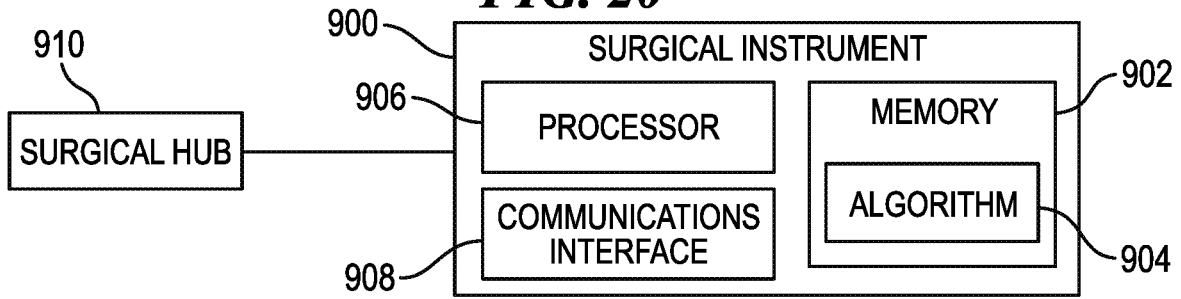 FIG. 20
910
900
SURGICAL INSTRUMENT
902
906
PROCESSOR
MEMORY
SURGICAL HUB
COMMUNICATIONS
INTERFACE
ALGORITHM
908
904